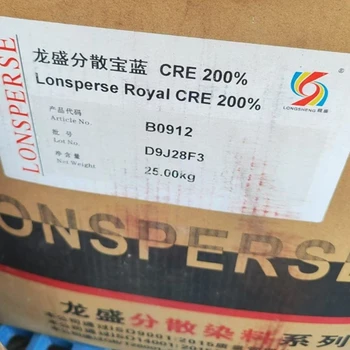 LONSPERSE
龙盛分散宝蓝 CRE 200%
Lonsperse Royal CRE 200%
LONGSHENG 龙盛
产品代码
Article No.
B0912
批号
Lot No.
D9J28F3
净含量
Net Weight
25.00kg
LONSPERSE
龙盛分散染料系列